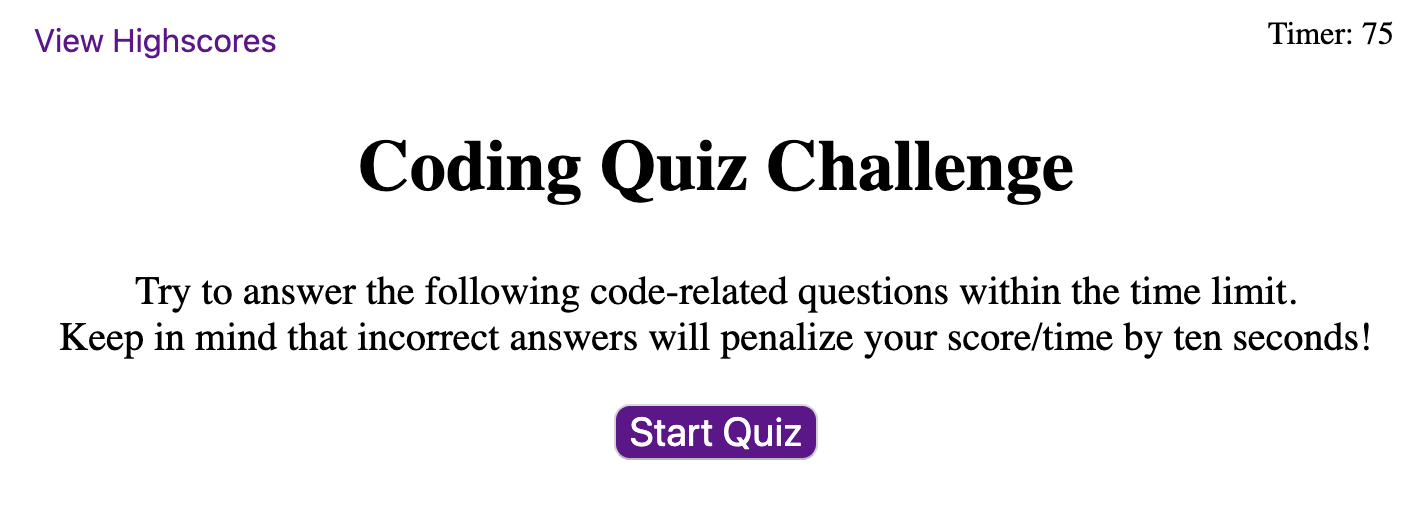 View Highscores
Timer: 75
Coding Quiz Challenge
Try to answer the following code-related questions within the time limit.
Keep in mind that incorrect answers will penalize your score/time by ten seconds!
Start Quiz